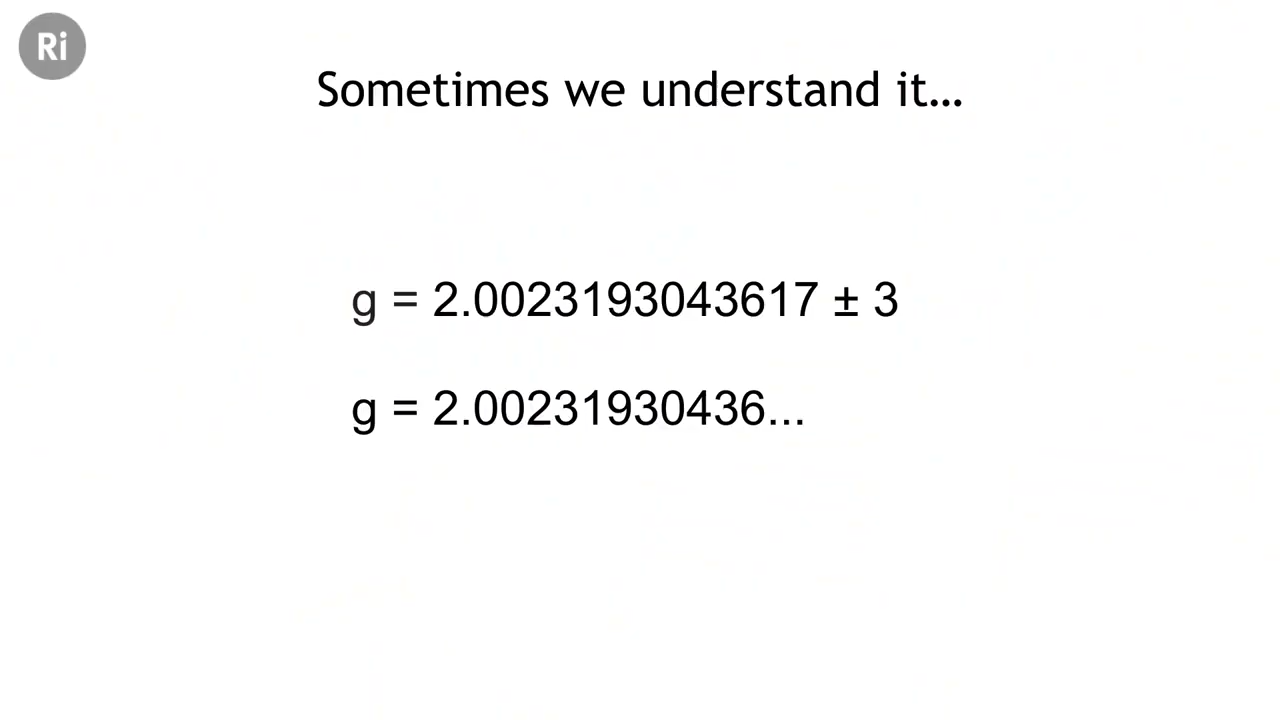 Ri
Sometimes we understand it…
g = 2.0023193043617 ± 3
g = 2.00231930436...